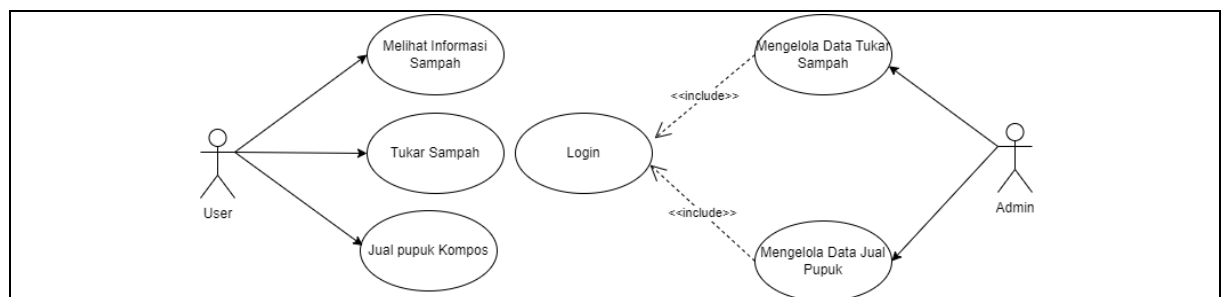 Melihat Informasi
Sampah
Mengelola Data Tukar
Sampah
<<include>>
Tukar Sampah
Login
User
Admin
<<include>>
Jual pupuk Kompos
Mengelola Data Jual
Pupuk